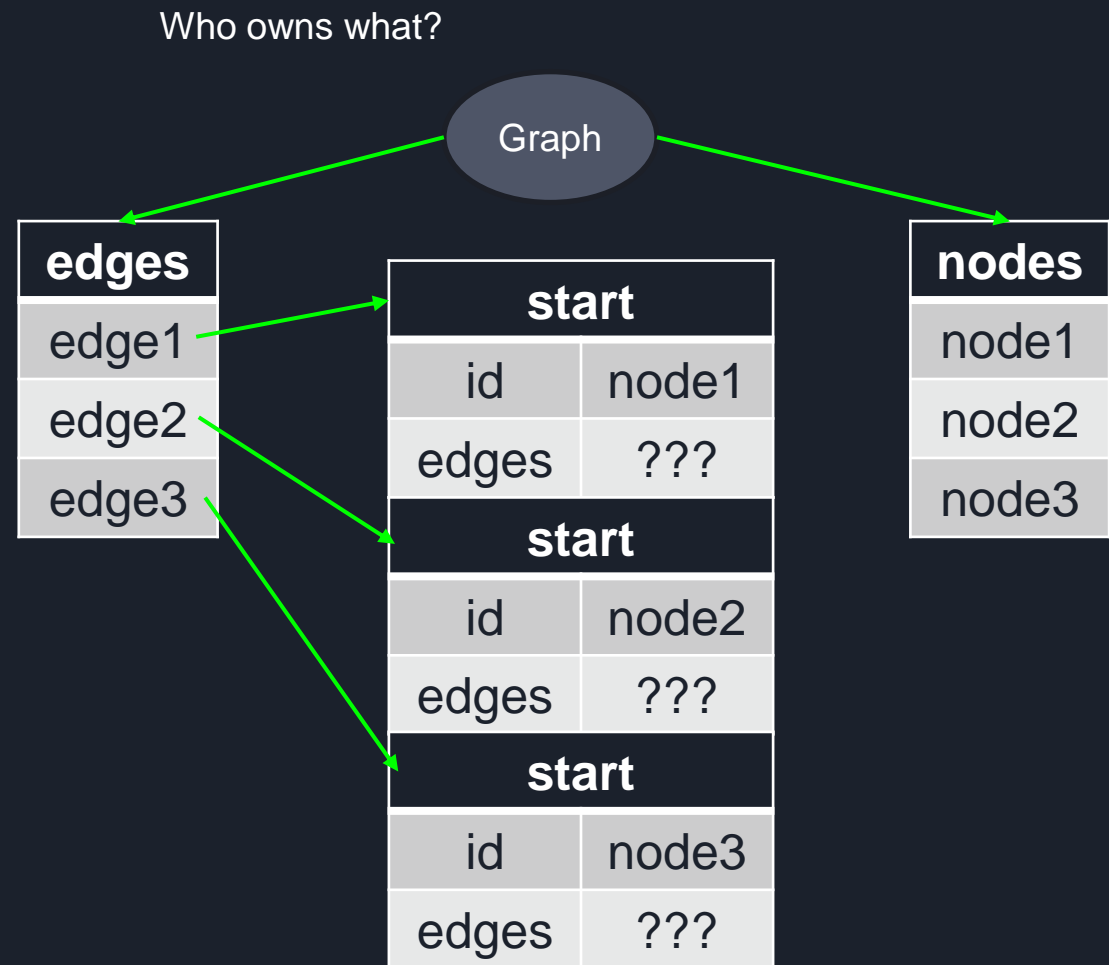 Who owns what?
Graph
edges
edge1
edge2
edge3
start
id node1
edges ???
start
id node2
edges ???
start
id node3
edges ???
nodes
node1
node2
node3